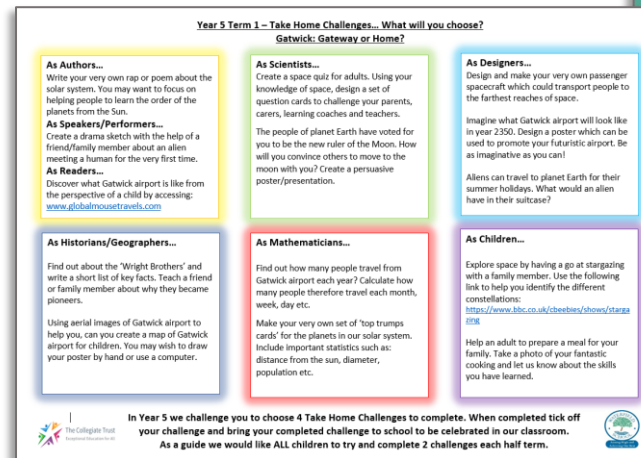 Year 5 Term 1 – Take Home Challenges… What will you choose?
Gatwick: Gateway or Home?
As Authors…
Write your very own rap or poem about the
solar system. You may want to focus on
helping people to learn the order of the
planets from the Sun.
As Speakers/Performers…
Create a drama sketch with the help of a
friend/family member about an alien
meeting a human for the very first time.
As Readers…
Discover what Gatwick airport is like from
the perspective of a child by accessing:
www.globalmousetravels.com
As Scientists…
Create a space quiz for adults. Using your
knowledge of space, design a set of
question cards to challenge your parents,
carers, learning coaches and teachers.
The people of planet Earth have voted for
you to be the new ruler of the Moon. How
will you convince others to move to the
moon with you? Create a persuasive
poster/presentation.
As Designers…
Design and make your very own passenger
spacecraft which could transport people to
the farthest reaches of space.
Imagine what Gatwick airport will look like
in year 2350. Design a poster which can be
used to promote your futuristic airport. Be
as imaginative as you can!
Aliens can travel to planet Earth for their
summer holidays. What would an alien
have in their suitcase?
As Historians/Geographers…
Find out about the ‘Wright Brothers’ and
write a short list of key facts. Teach a friend
or family member about why they became
pioneers.
Using aerial images of Gatwick airport to
help you, can you create a map of Gatwick
airport for children. You may wish to draw
your poster by hand or use a computer.
As Mathematicians…
Find out how many people travel from
Gatwick airport each year? Calculate how
many people therefore travel each month,
week, day etc.
Make your very own set of ‘top trumps
cards’ for the planets in our solar system.
Include important statistics such as:
distance from the sun, diameter,
population etc.
As Children…
Explore space by having a go at stargazing
with a family member. Use the following
link to help you identify the different
constellations:
https://www.bbc.co.uk/cbeebies/shows/starga
zing
Help an adult to prepare a meal for your
family. Take a photo of your fantastic
cooking and let us know about the skills
you have learned.
The Collegiate Trust
Exceptional Education for All
In Year 5 we challenge you to choose 4 Take Home Challenges to complete. When completed tick off
your challenge and bring your completed challenge to school to be celebrated in our classroom.
As a guide we would like ALL children to try and complete 2 challenges each half term.